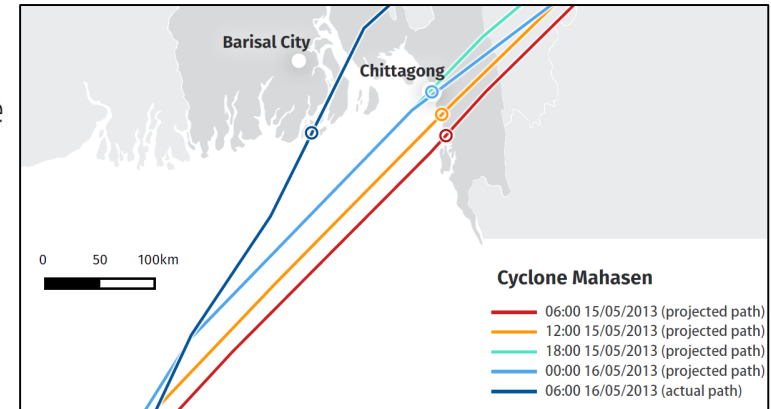 e
Barisal City
Chittagong
0 50 100km
Cyclone Mahasen
06:00 15/05/2013 (projected path)
12:00 15/05/2013 (projected path)
18:00 15/05/2013 (projected path)
00:00 16/05/2013 (projected path)
06:00 16/05/2013 (actual path)